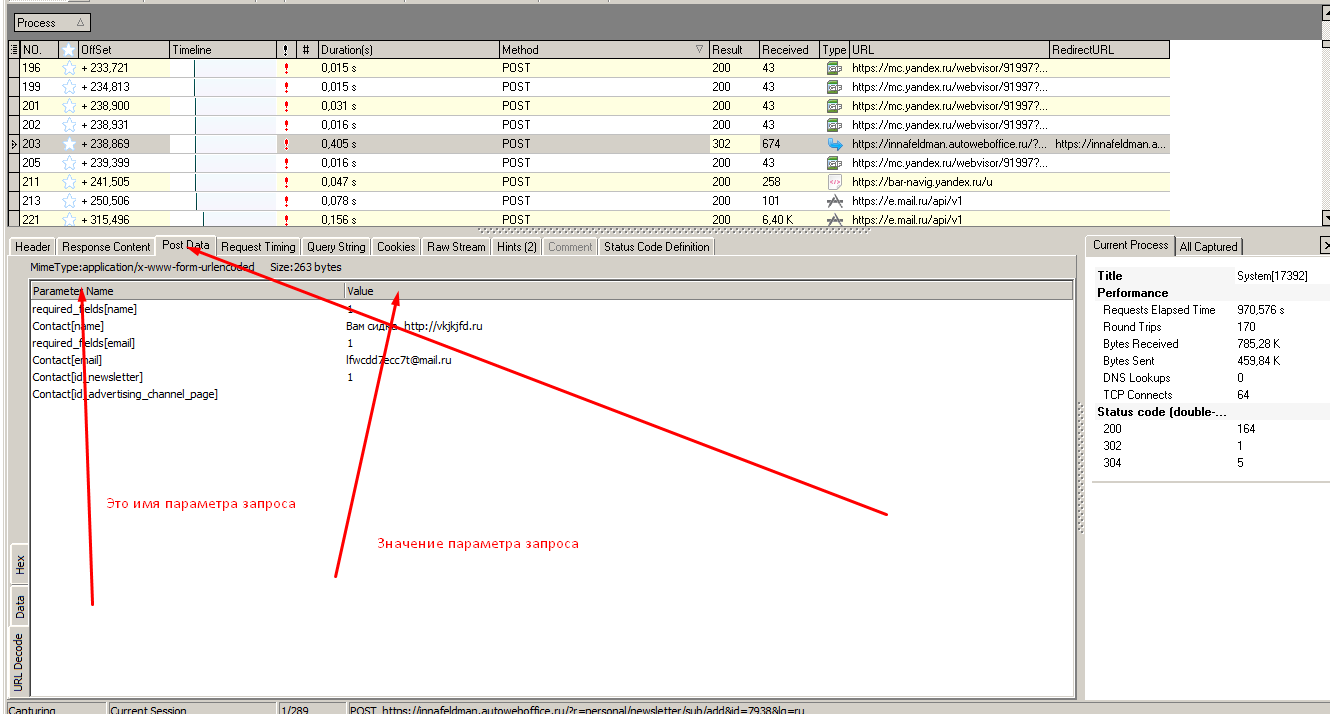 Process
NO. OffSet Timeline ! # Duration(s) Method Result Received Type URL RedirectURL
196 + 233,721 ! 0,015 s POST 200 43 https://mc.yandex.ru/webvisor/91997?...
199 + 234,813 ! 0,015 s POST 200 43 https://mc.yandex.ru/webvisor/91997?...
201 + 238,900 ! 0,031 s POST 200 43 https://mc.yandex.ru/webvisor/91997?...
202 + 238,931 ! 0,016 s POST 200 43 https://mc.yandex.ru/webvisor/91997?...
203 + 238,869 ! 0,405 s POST 302 674 https://innafeldman.autoweboffice.ru/?... https://innafeldman.a...
205 + 239,399 ! 0,016 s POST 200 43 https://mc.yandex.ru/webvisor/91997?...
211 + 241,505 ! 0,047 s POST 200 258 https://bar-navig.yandex.ru/u
213 + 250,506 ! 0,078 s POST 200 101 https://e.mail.ru/api/v1
221 + 315,496 ! 0,156 s POST 200 6,40 K https://e.mail.ru/api/v1
Header Response Content Post Data Request Timing Query String Cookies Raw Stream Hints (2) Comment Status Code Definition
MimeType:application/x-www-form-urlencoded Size:263 bytes
Parameter Name Value
required_fields[name] 1
Contact[name] Вам сидка http://vkjkjfd.ru
required_fields[email] 1
Contact[email] lfwcdd7ecc7t@mail.ru
Contact[id_newsletter] 1
Contact[id_advertising_channel_page]
Это имя параметра запроса
Значение параметра запроса
Hex
Data
URL Decode
Current Process All Captured
Title System[17392]
Performance
Requests Elapsed Time 970,576 s
Round Trips 170
Bytes Received 785,28 K
Bytes Sent 459,84 K
DNS Lookups 0
TCP Connects 64
Status code (double-...
200 164
302 1
304 5
Capturing Current Session 1/289 POST https://innafeldman.autoweboffice.ru/?r=personal/newsletter/sub/add&id=7938&lg=ru